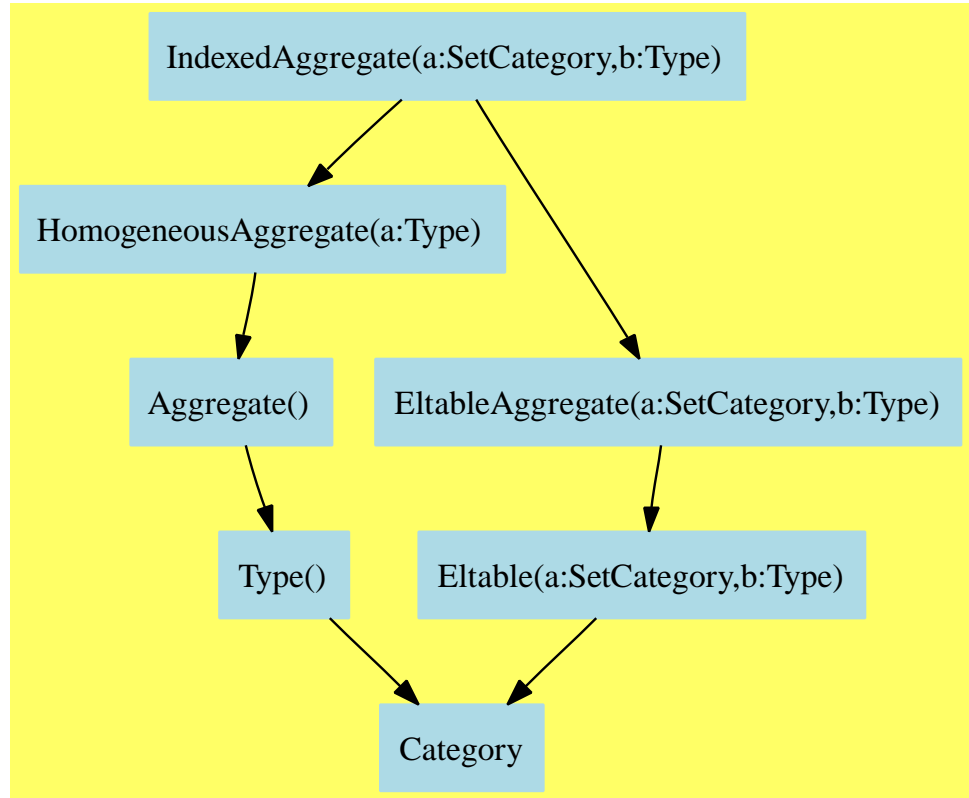 IndexedAggregate(a:SetCategory,b:Type)
HomogeneousAggregate(a:Type)
Aggregate()
EltableAggregate(a:SetCategory,b:Type)
Type()
Eltable(a:SetCategory,b:Type)
Category